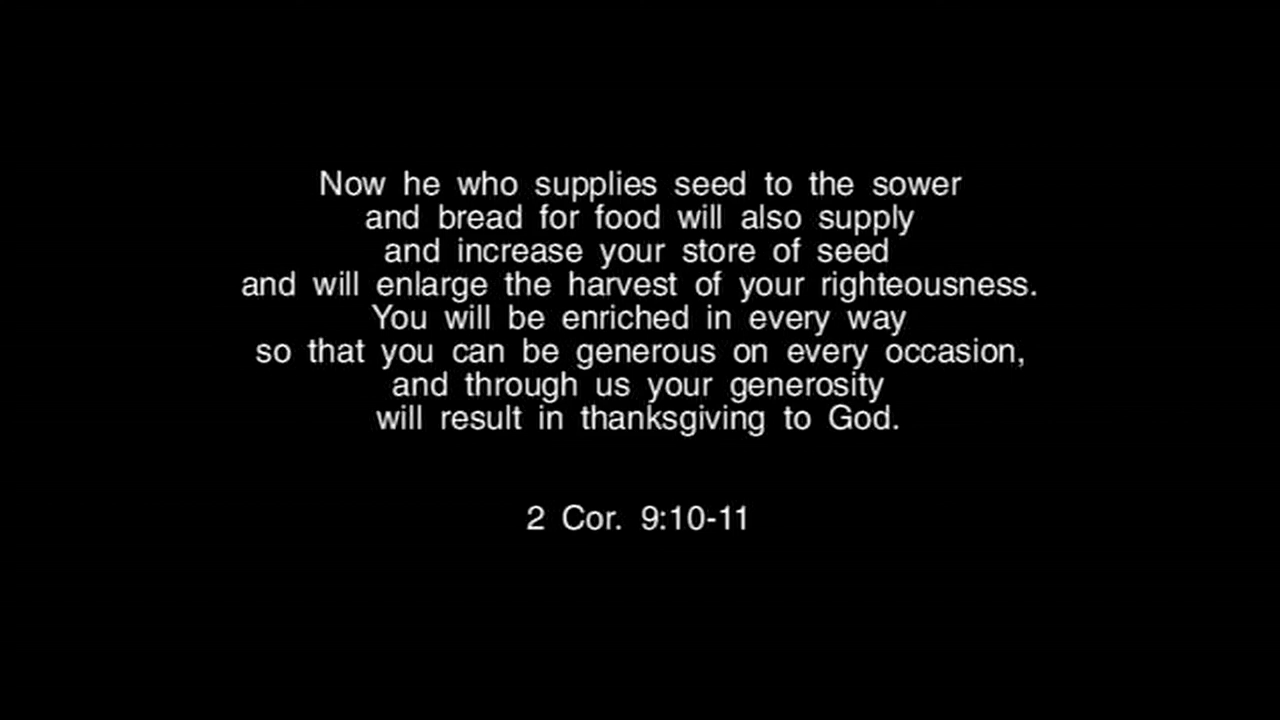 Now he who supplies seed to the sower
and bread for food will also supply
and increase your store of seed
and will enlarge the harvest of your righteousness.
You will be enriched in every way
so that you can be generous on every occasion,
and through us your generosity
will result in thanksgiving to God.
2 Cor. 9:10-11